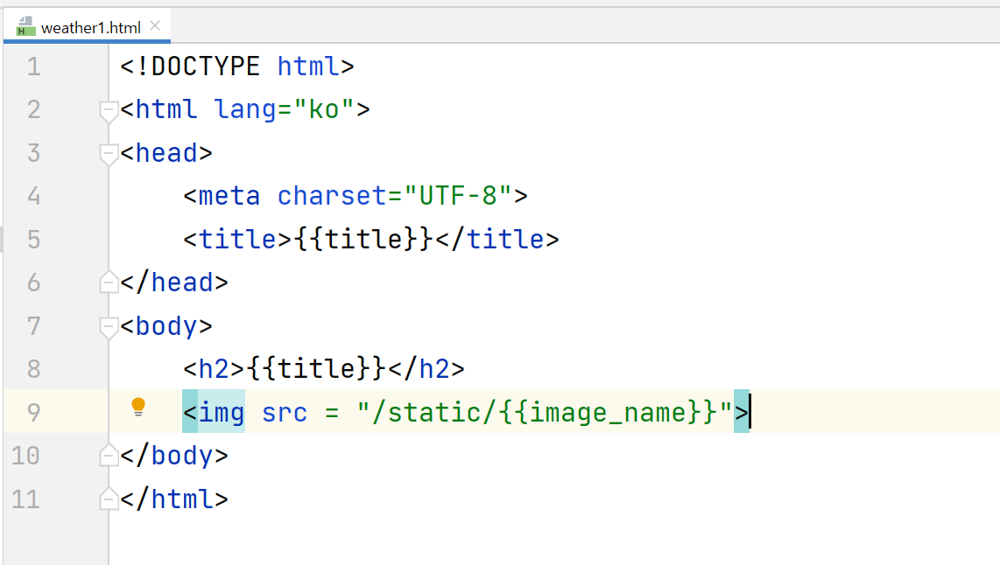 weather1.html
1 <!DOCTYPE html>
2 <html lang="ko">
3 <head>
4     <meta charset="UTF-8">
5     <title>{{title}}</title>
6 </head>
7 <body>
8     <h2>{{title}}</h2>
9     <img src = "/static/{{image_name}}">
10 </body>
11 </html>